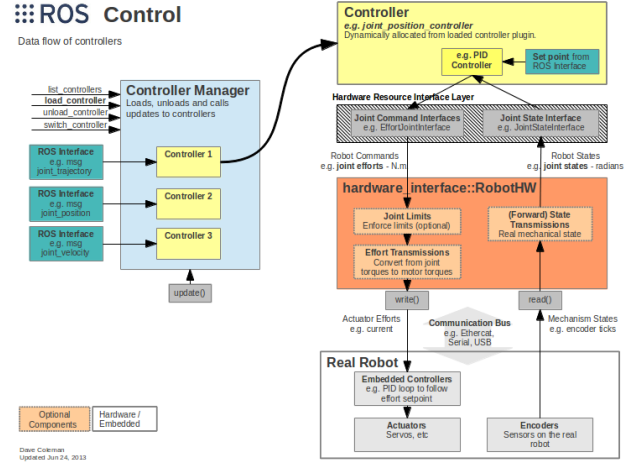 ROS Control
Data flow of controllers
list_controllers
load_controller
unload_controller
switch_controller
Controller Manager
Loads, unloads and calls
updates to controllers
ROS Interface
e.g. msg
joint_trajectory
Controller 1
ROS Interface
e.g. msg
joint_position
Controller 2
ROS Interface
e.g. msg
joint_velocity
Controller 3
update()
Controller
e.g. joint_position_controller
Dynamically allocated from loaded controller plugin.
e.g. PID
Controller
Set point from
ROS Interface
Hardware Resource Interface Layer
Joint Command Interfaces
e.g. EffortJointInterface
Joint State Interface
e.g. JointStateInterface
Robot Commands
e.g. joint efforts - N.m
Robot States
e.g. joint states - radians
hardware_interface::RobotHW
Joint Limits
Enforce limits (optional)
(Forward) State
Transmissions
Real mechanical state
Effort Transmissions
Convert from joint
torques to motor torques
write()
read()
Actuator Efforts
e.g. current
Communication Bus
e.g. Ethercat,
Serial, USB
Mechanism States
e.g. encoder ticks
Real Robot
Embedded Controllers
e.g. PID loop to follow
effort setpoint
Actuators
Servos, etc
Encoders
Sensors on the real
robot
Optional
Components
Hardware /
Embedded
Dave Coleman
Updated Jun 24, 2013